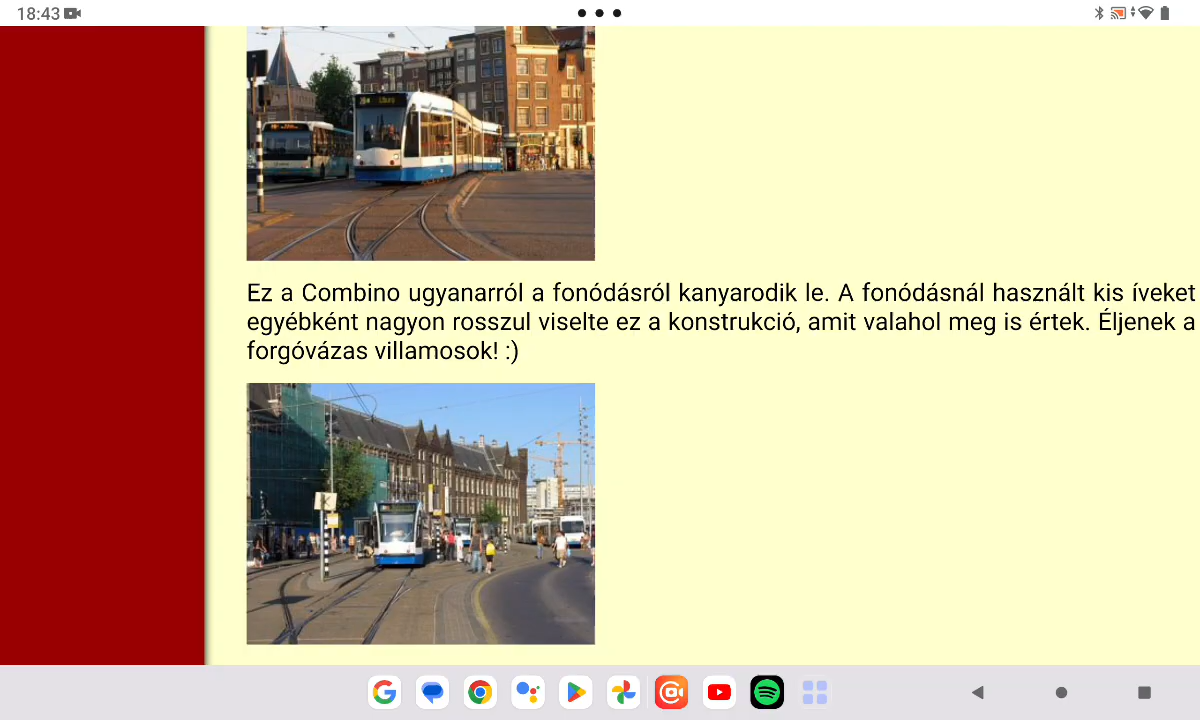 18:43
Ez a Combino ugyanarról a fonódásról kanyarodik le. A fonódásnál használt kis íveket
egyébként nagyon rosszul viselte ez a konstrukció, amit valahol meg is értek. Éljenek a
forgóvázas villamosok! :)